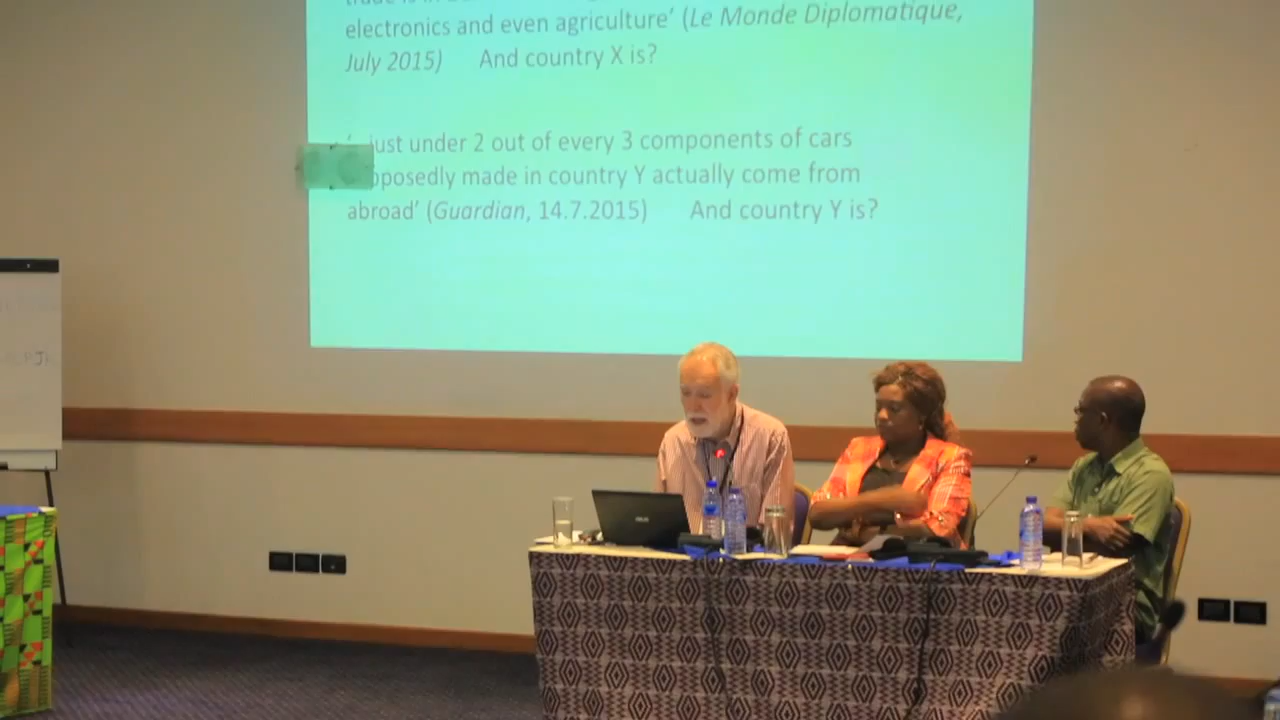 electronics and even agriculture’ (Le Monde Diplomatique,
July 2015) And country X is?
just under 2 out of every 3 components of cars
posedly made in country Y actually come from
abroad’ (Guardian, 14.7.2015) And country Y is?